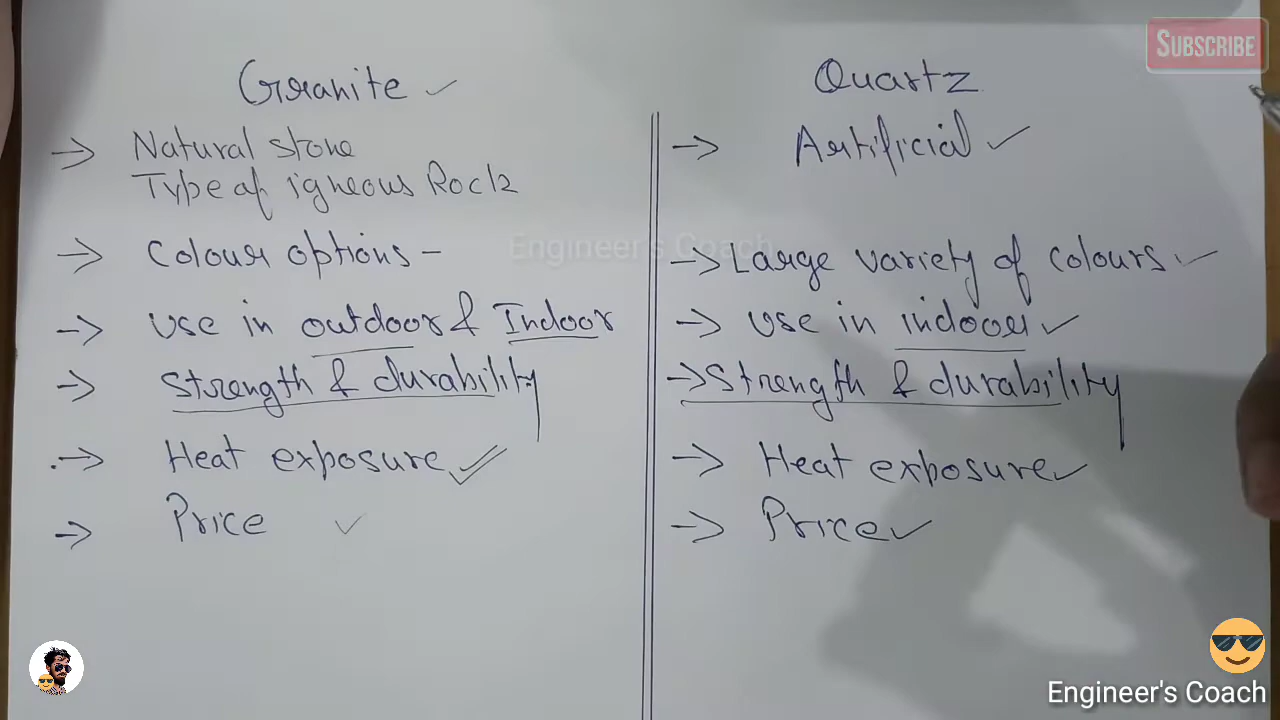 SUBSCRIBE
Granite
→ Natural stone
Type of igneous Rock
→ Colour options -
→ Use in outdoor & Indoor
→ Strength & durability
→ Heat exposure
→ Price
Quartz
→ Artificial
→ Large variety of colours
→ Use in indoor
→ Strength & durability
→ Heat exposure
→ Price
Engineer's Coach
Engineer's Coach